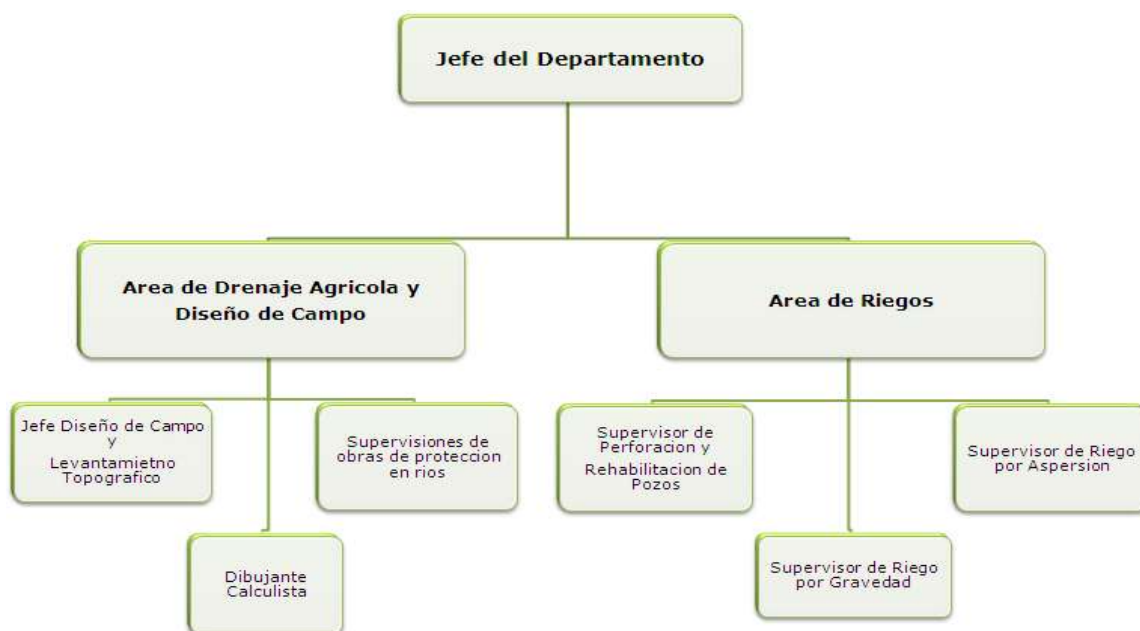 Jefe del Departamento
Area de Drenaje Agricola y
Diseño de Campo
Area de Riegos
Jefe Diseño de Campo
y
Levantamietno
Topografico
Supervisiones de
obras de proteccion
en rios
Dibujante
Calculista
Supervisor de
Perforacion y
Rehabilitacion de
Pozos
Supervisor de Riego
por Gravedad
Supervisor de Riego
por Aspersion